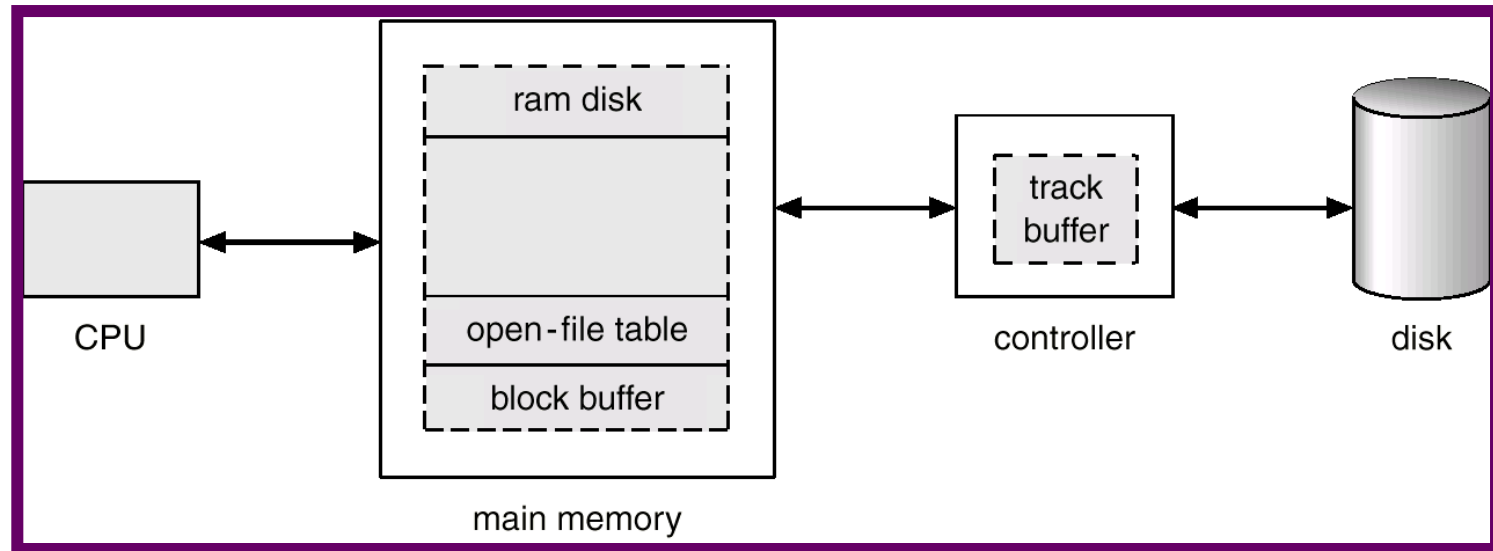 ram disk
track
buffer
open-file table
CPU
controller
disk
block buffer
main memory